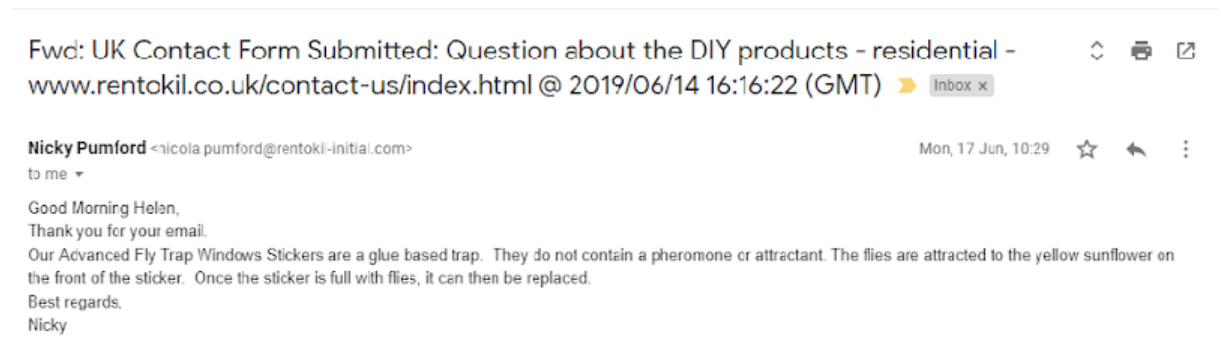 Fwd: UK Contact Form Submitted: Question about the DIY products - residential -
www.rentokil.co.uk/contact-us/index.html @ 2019/06/14 16:16:22 (GMT) Inbox x
Nicky Pumford <nicola.pumford@rentokil-initial.com> Mon, 17 Jun, 10:29
to me
Good Morning Helen,
Thank you for your email.
Our Advanced Fly Trap Windows Stickers are a glue based trap. They do not contain a pheromone or attractant. The flies are attracted to the yellow sunflower on
the front of the sticker. Once the sticker is full with flies, it can then be replaced.
Best regards,
Nicky